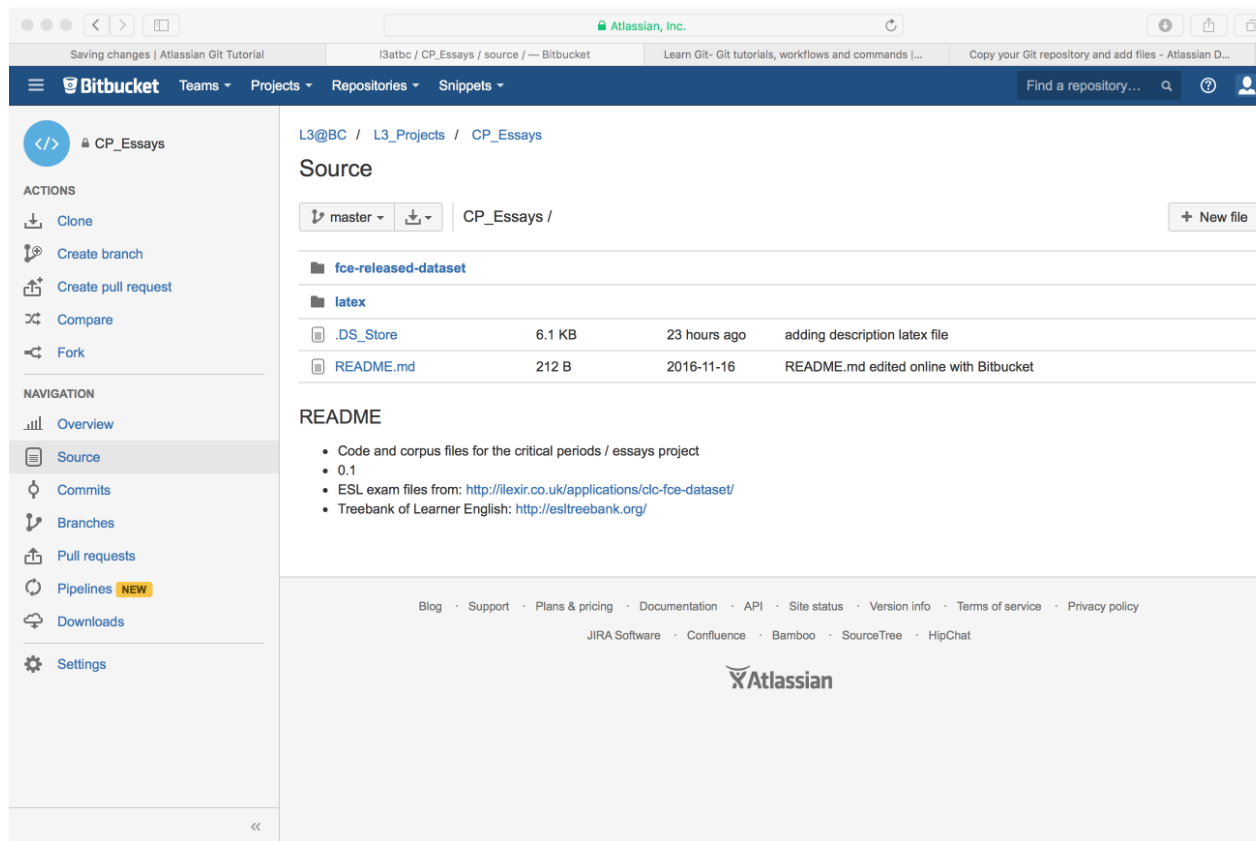 Atlassian, Inc.
Saving changes | Atlassian Git Tutorial
l3atbc / CP_Essays / source / — Bitbucket
Learn Git- Git tutorials, workflows and commands |...
Copy your Git repository and add files - Atlassian D...
Bitbucket Teams Projects Repositories Snippets Find a repository...
CP_Essays
ACTIONS
Clone
Create branch
Create pull request
Compare
Fork
NAVIGATION
Overview
Source
Commits
Branches
Pull requests
Pipelines NEW
Downloads
Settings
L3@BC / L3_Projects / CP_Essays
Source
master CP_Essays / + New file
fce-released-dataset
latex
.DS_Store 6.1 KB 23 hours ago adding description latex file
README.md 212 B 2016-11-16 README.md edited online with Bitbucket
README
• Code and corpus files for the critical periods / essays project
• 0.1
• ESL exam files from: http://ilexir.co.uk/applications/clc-fce-dataset/
• Treebank of Learner English: http://esltreebank.org/
Blog · Support · Plans & pricing · Documentation · API · Site status · Version info · Terms of service · Privacy policy
JIRA Software · Confluence · Bamboo · SourceTree · HipChat
Atlassian